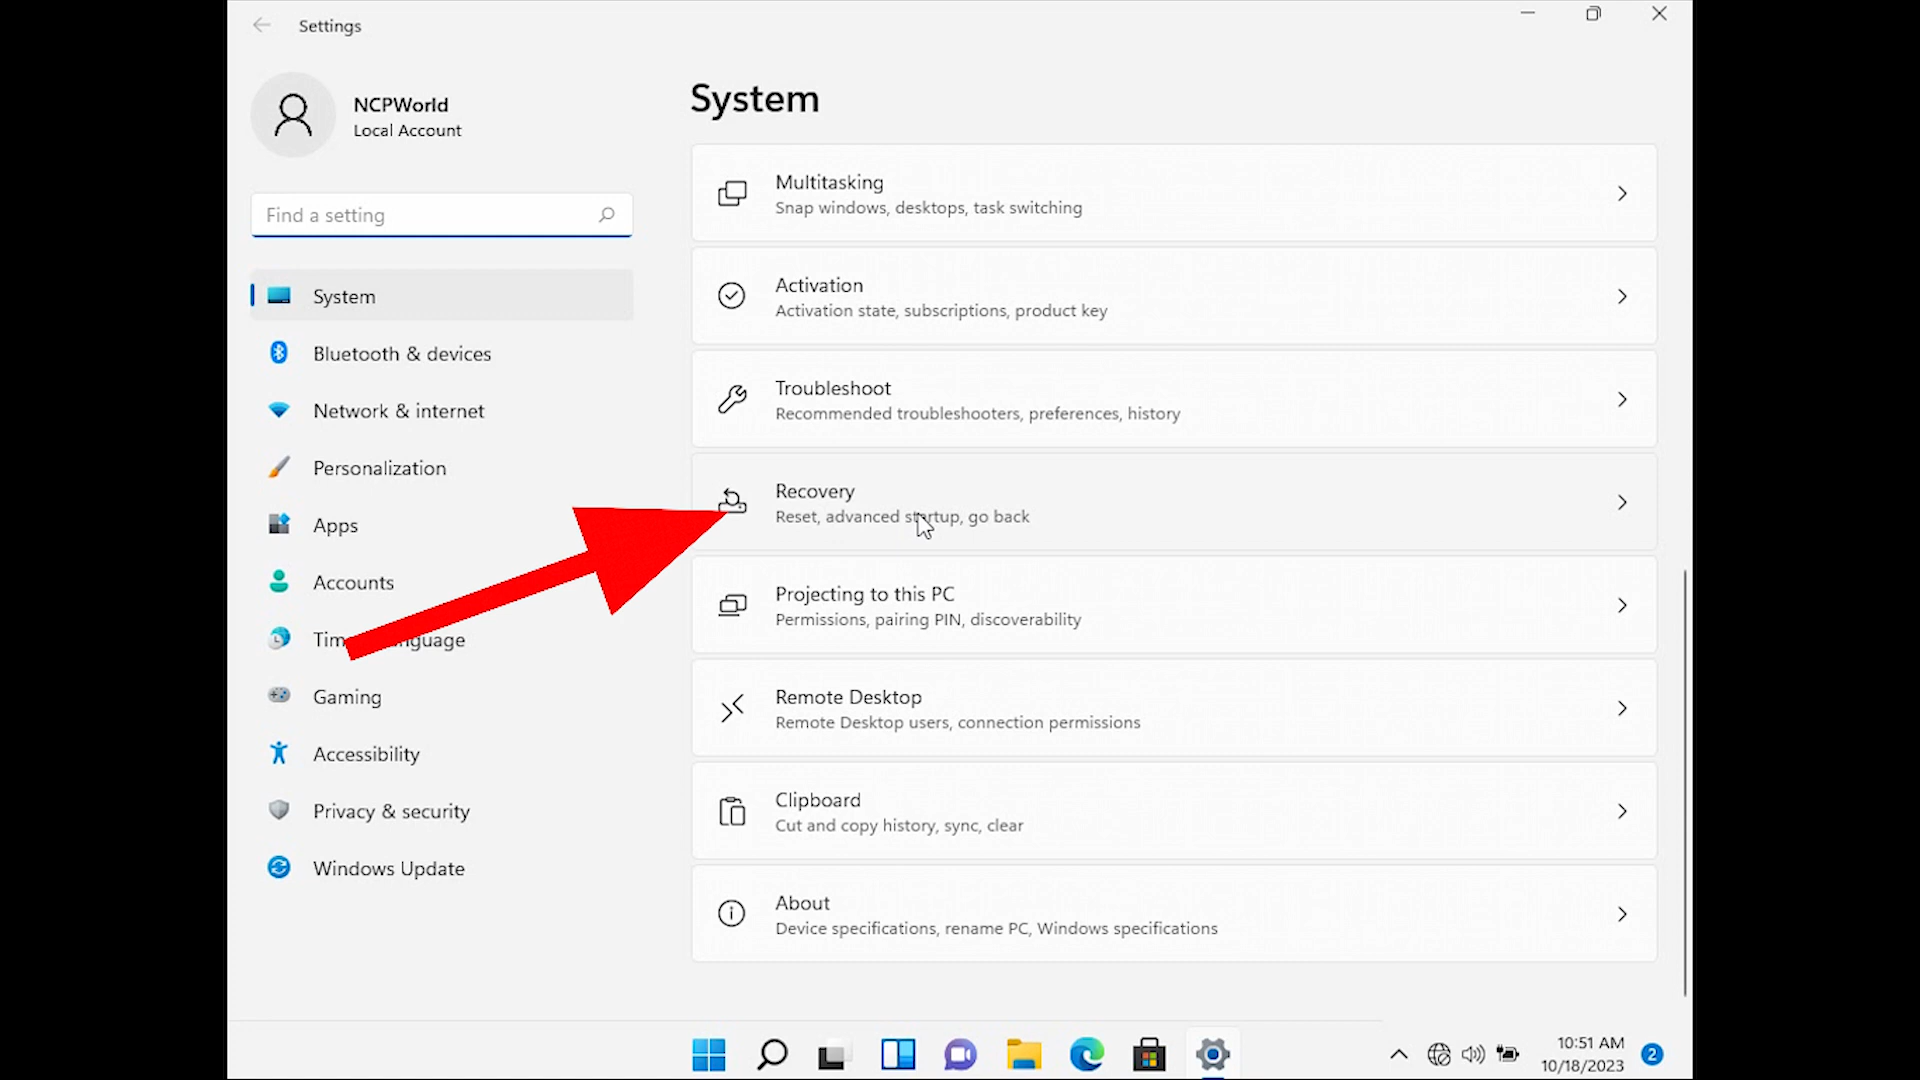 Settings
NCPWorld
Local Account
Find a setting
System
Bluetooth & devices
Network & internet
Personalization
Apps
Accounts
Gaming
Accessibility
Privacy & security
Windows Update
System
Multitasking
Snap windows, desktops, task switching
Activation
Activation state, subscriptions, product key
Troubleshoot
Recommended troubleshooters, preferences, history
Recovery
Reset, advanced startup, go back
Projecting to this PC
Permissions, pairing PIN, discoverability
Remote Desktop
Remote Desktop users, connection permissions
Clipboard
Cut and copy history, sync, clear
About
Device specifications, rename PC, Windows specifications
10:51 AM
10/18/2023
2